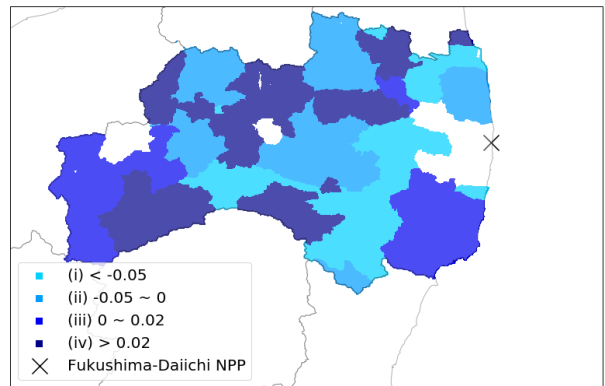 (i) < -0.05
(ii) -0.05 ~ 0
(iii) 0 ~ 0.02
(iv) > 0.02
Fukushima-Daiichi NPP